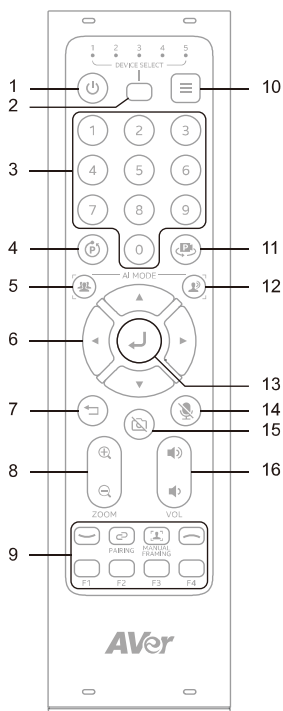 1 2 3 4 5
DEVICE SELECT
1
2
10
3
1 2 3
4 5 6
7 8 9
4
P
0
P
11
5
AI MODE
12
6
13
7
14
15
8
ZOOM
VOL
16
9
PAIRING
MANUAL
FRAMING
F1 F2 F3 F4
AVer